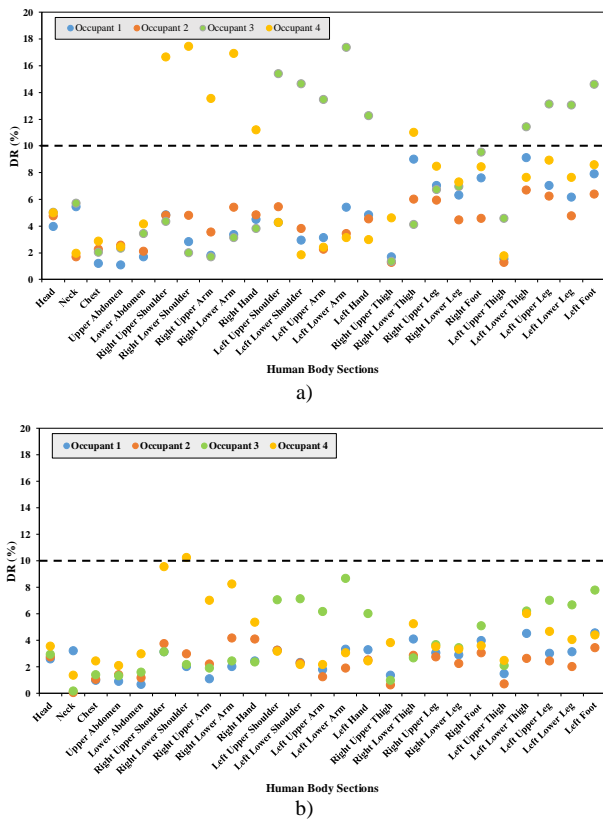 a)
Occupant 1 Occupant 2 Occupant 3 Occupant 4
20
18
16
14
12
10
8
6
4
2
0
DR (%)
Head
Neck
Chest
Upper Abdomen
Lower Abdomen
Right Upper Shoulder
Right Lower Shoulder
Right Upper Arm
Right Lower Arm
Right Hand
Left Upper Shoulder
Left Lower Shoulder
Left Upper Arm
Left Lower Arm
Left Hand
Right Upper Thigh
Right Lower Thigh
Right Upper Leg
Right Lower Leg
Right Foot
Left Upper Thigh
Left Lower Thigh
Left Upper Leg
Left Lower Leg
Left Foot
Human Body Sections
a)
Occupant 1 Occupant 2 Occupant 3 Occupant 4
20
18
16
14
12
10
8
6
4
2
0
DR (%)
Head
Neck
Chest
Upper Abdomen
Lower Abdomen
Right Upper Shoulder
Right Lower Shoulder
Right Upper Arm
Right Lower Arm
Right Hand
Left Upper Shoulder
Left Lower Shoulder
Left Upper Arm
Left Lower Arm
Left Hand
Right Upper Thigh
Right Lower Thigh
Right Upper Leg
Right Lower Leg
Right Foot
Left Upper Thigh
Left Lower Thigh
Left Upper Leg
Left Lower Leg
Left Foot
Human Body Sections
b)